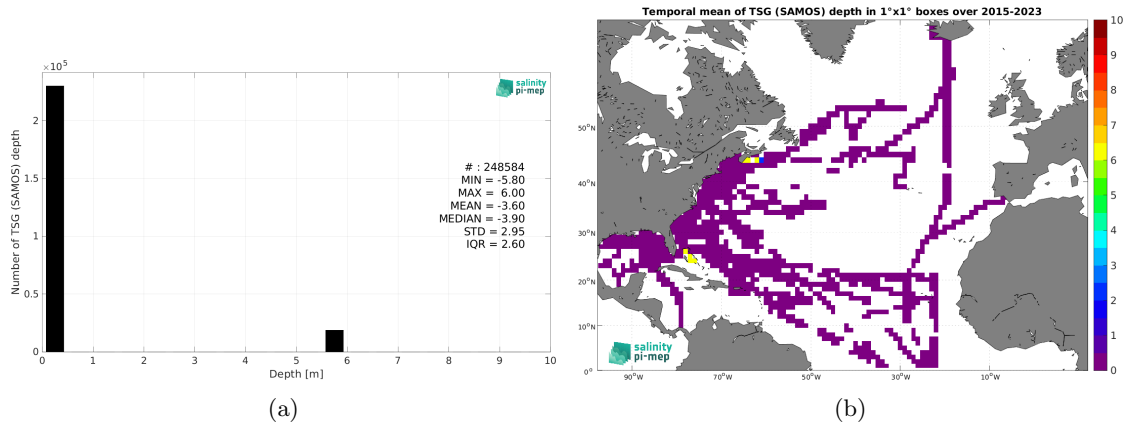 ×10⁵
2
1.5
1
0.5
0
Number of TSG (SAMOS) depth
salinity
pi-mep
# : 248584
MIN = -5.80
MAX = 6.00
MEAN = -3.60
MEDIAN = -3.90
STD = 2.95
IQR = 2.60
0 1 2 3 4 5 6 7 8 9 10
Depth [m]
(a)
Temporal mean of TSG (SAMOS) depth in 1°x1° boxes over 2015-2023
50°N
40°N
30°N
20°N
10°N
0°
90°W 70°W 50°W 30°W 10°W
salinity
pi-mep
10
9
8
7
6
5
4
3
2
1
0
(b)